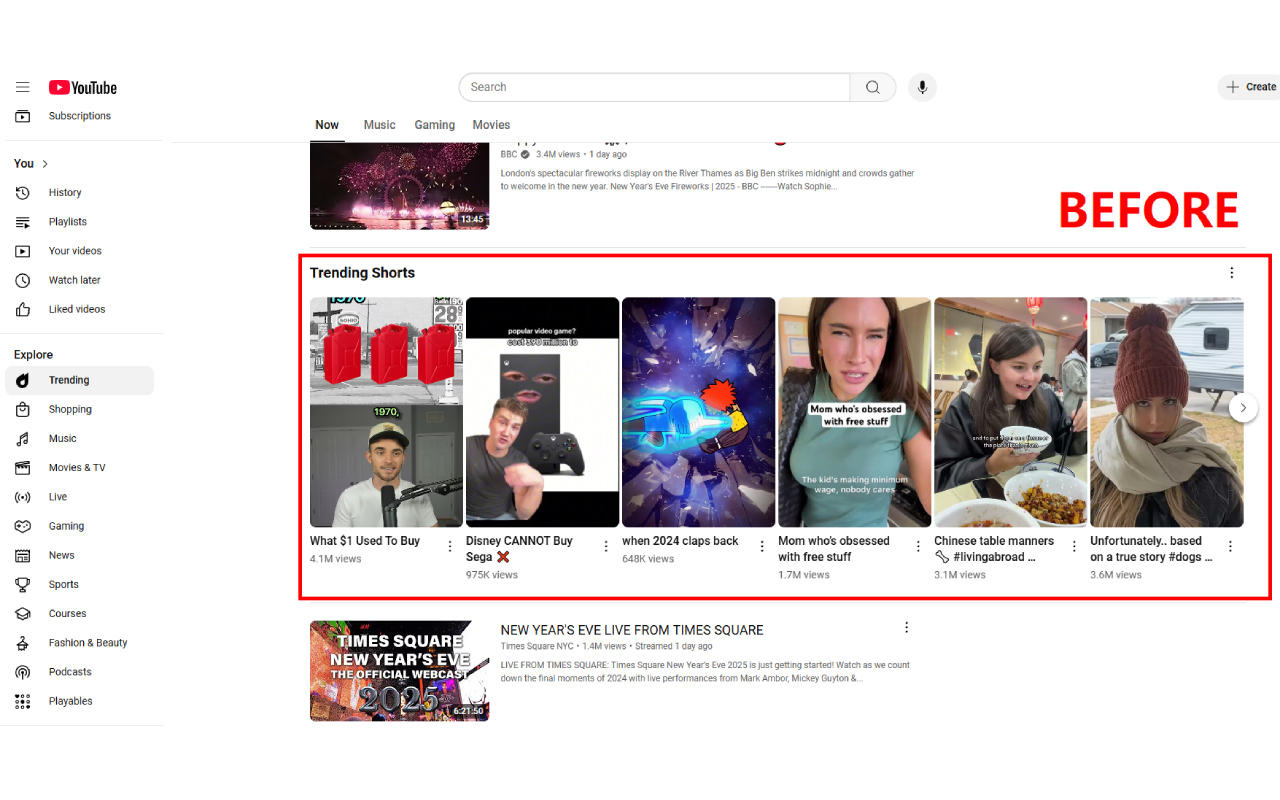 YouTube
Search
Create
Subscriptions
You
History
Playlists
Your videos
Watch later
Liked videos
Explore
Trending
Shopping
Music
Movies & TV
Live
Gaming
News
Sports
Courses
Fashion & Beauty
Podcasts
Playables
Now Music Gaming Movies
BBC 3.4M views • 1 day ago
London's spectacular fireworks display on the River Thames as Big Ben strikes midnight and crowds gather
to welcome in the new year. New Year's Eve Fireworks | 2025 - BBC ------Watch Sophie...
13:45
BEFORE
Trending Shorts
1970
SOHIO
28
1970,
What $1 Used To Buy
4.1M views
popular video game?
cost 390 million to
XBOX
Disney CANNOT Buy
Sega ❌
975K views
when 2024 claps back
648K views
Mom who's obsessed
with free stuff
The kid's making minimum
wage, nobody cares
Mom who's obsessed
with free stuff
1.7M views
Chinese table manners
🦴 #livingabroad ...
3.1M views
Unfortunately.. based
on a true story #dogs ...
3.6M views
TIMES SQUARE
NEW YEAR'S EVE
THE OFFICIAL WEBCAST
2025
6:21:50
NEW YEAR'S EVE LIVE FROM TIMES SQUARE
Times Square NYC • 1.4M views • Streamed 1 day ago
LIVE FROM TIMES SQUARE: Times Square New Year's Eve 2025 is just getting started! Watch as we count
down the final moments of 2024 with live performances from Mark Ambor, Mickey Guyton &...